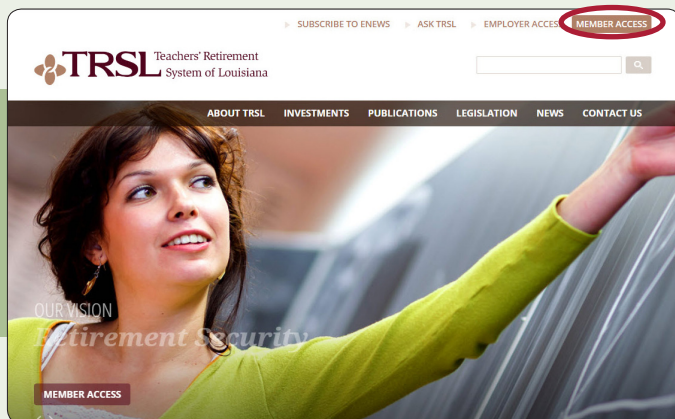 SUBSCRIBE TO ENEWS ASK TRSL EMPLOYER ACCESS MEMBER ACCESS
TRSL Teachers' Retirement
System of Louisiana
ABOUT TRSL INVESTMENTS PUBLICATIONS LEGISLATION NEWS CONTACT US
OUR VISION
Retirement Security
MEMBER ACCESS